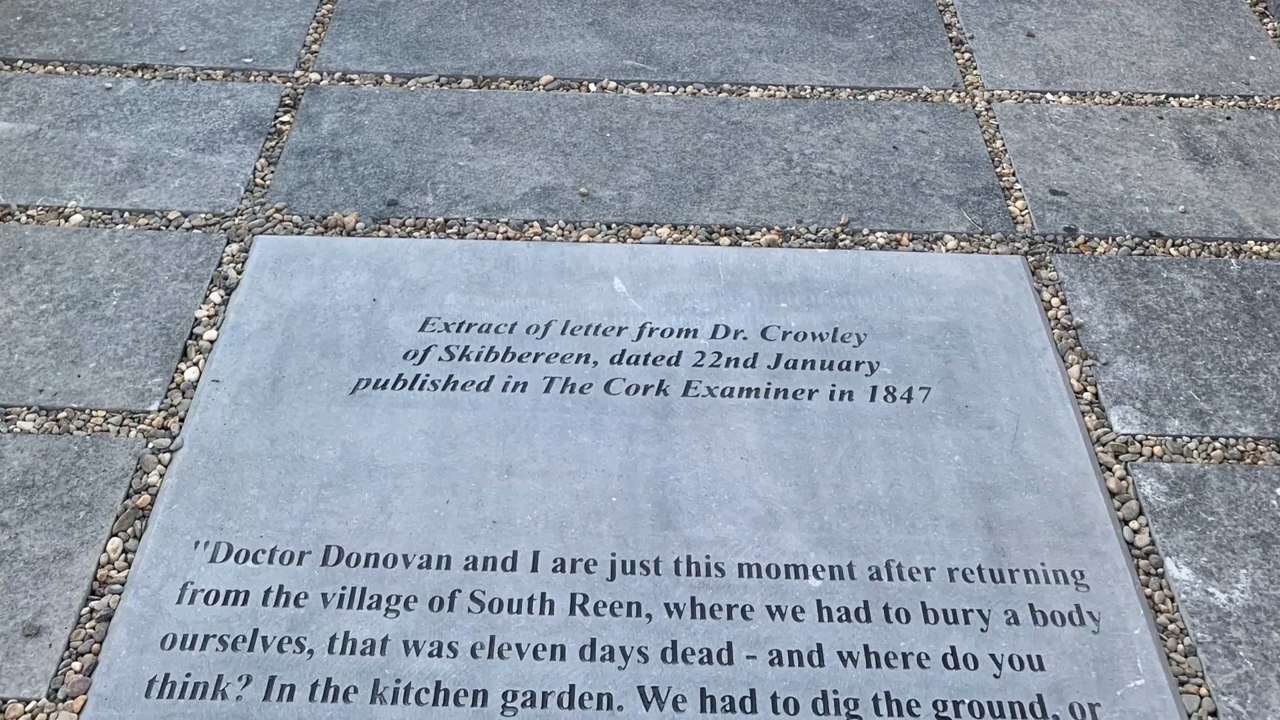 Extract of letter from Dr. Crowley
of Skibbereen, dated 22nd January
published in The Cork Examiner in 1847
"Doctor Donovan and I are just this moment after returning
from the village of South Reen, where we had to bury a body
ourselves, that was eleven days dead - and where do you
think? In the kitchen garden. We had to dig the ground, or